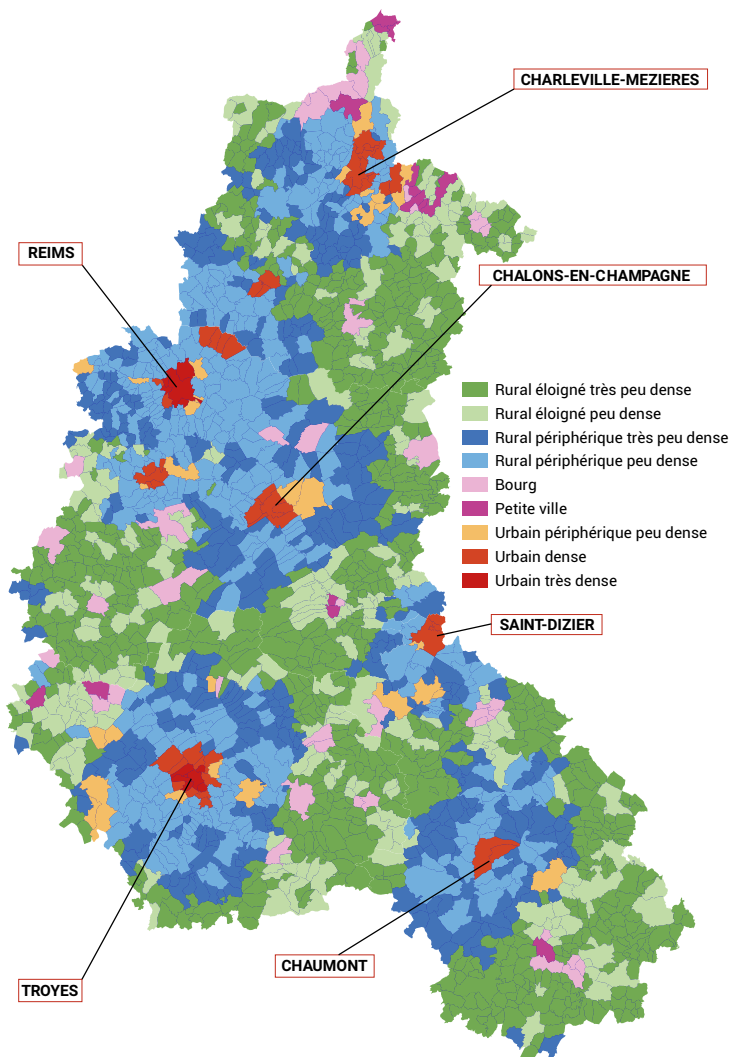 CHARLEVILLE-MEZIERES
REIMS
CHALONS-EN-CHAMPAGNE
Rural éloigné très peu dense
Rural éloigné peu dense
Rural périphérique très peu dense
Rural périphérique peu dense
Bourg
Petite ville
Urbain périphérique peu dense
Urbain dense
Urbain très dense
SAINT-DIZIER
CHAUMONT
TROYES